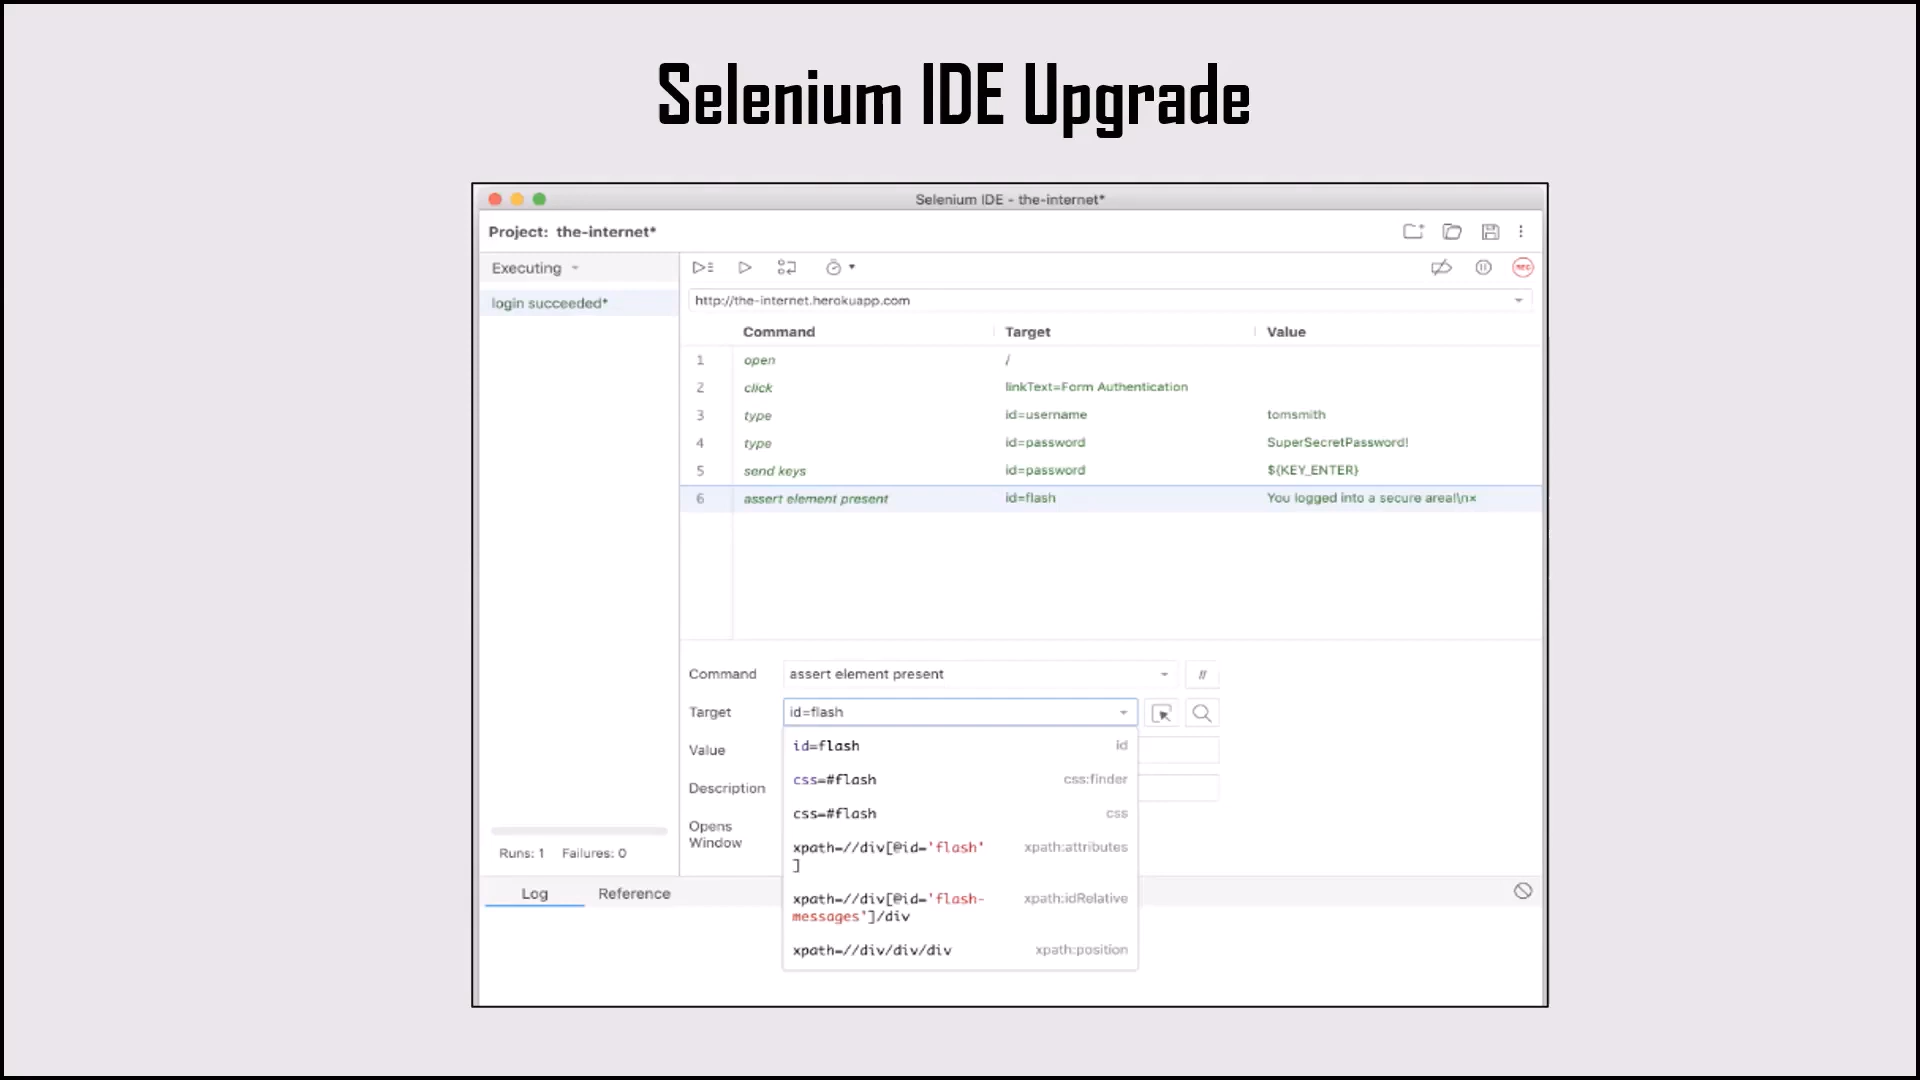 Selenium IDE Upgrade
Selenium IDE - the-internet*
Project: the-internet*
Executing
login succeeded*
REC
http://the-internet.herokuapp.com
Command Target Value
1 open /
2 click linkText=Form Authentication
3 type id=username tomsmith
4 type id=password SuperSecretPassword!
5 send keys id=password ${KEY_ENTER}
6 assert element present id=flash You logged into a secure area!\n×
Command assert element present //
Target id=flash
Value
Description
Opens
Window
id=flash id
css=#flash css:finder
css=#flash css
xpath=//div[@id='flash' xpath:attributes
]
xpath=//div[@id='flash- xpath:idRelative
messages']/div
xpath=//div/div/div xpath:position
Runs: 1 Failures: 0
Log Reference